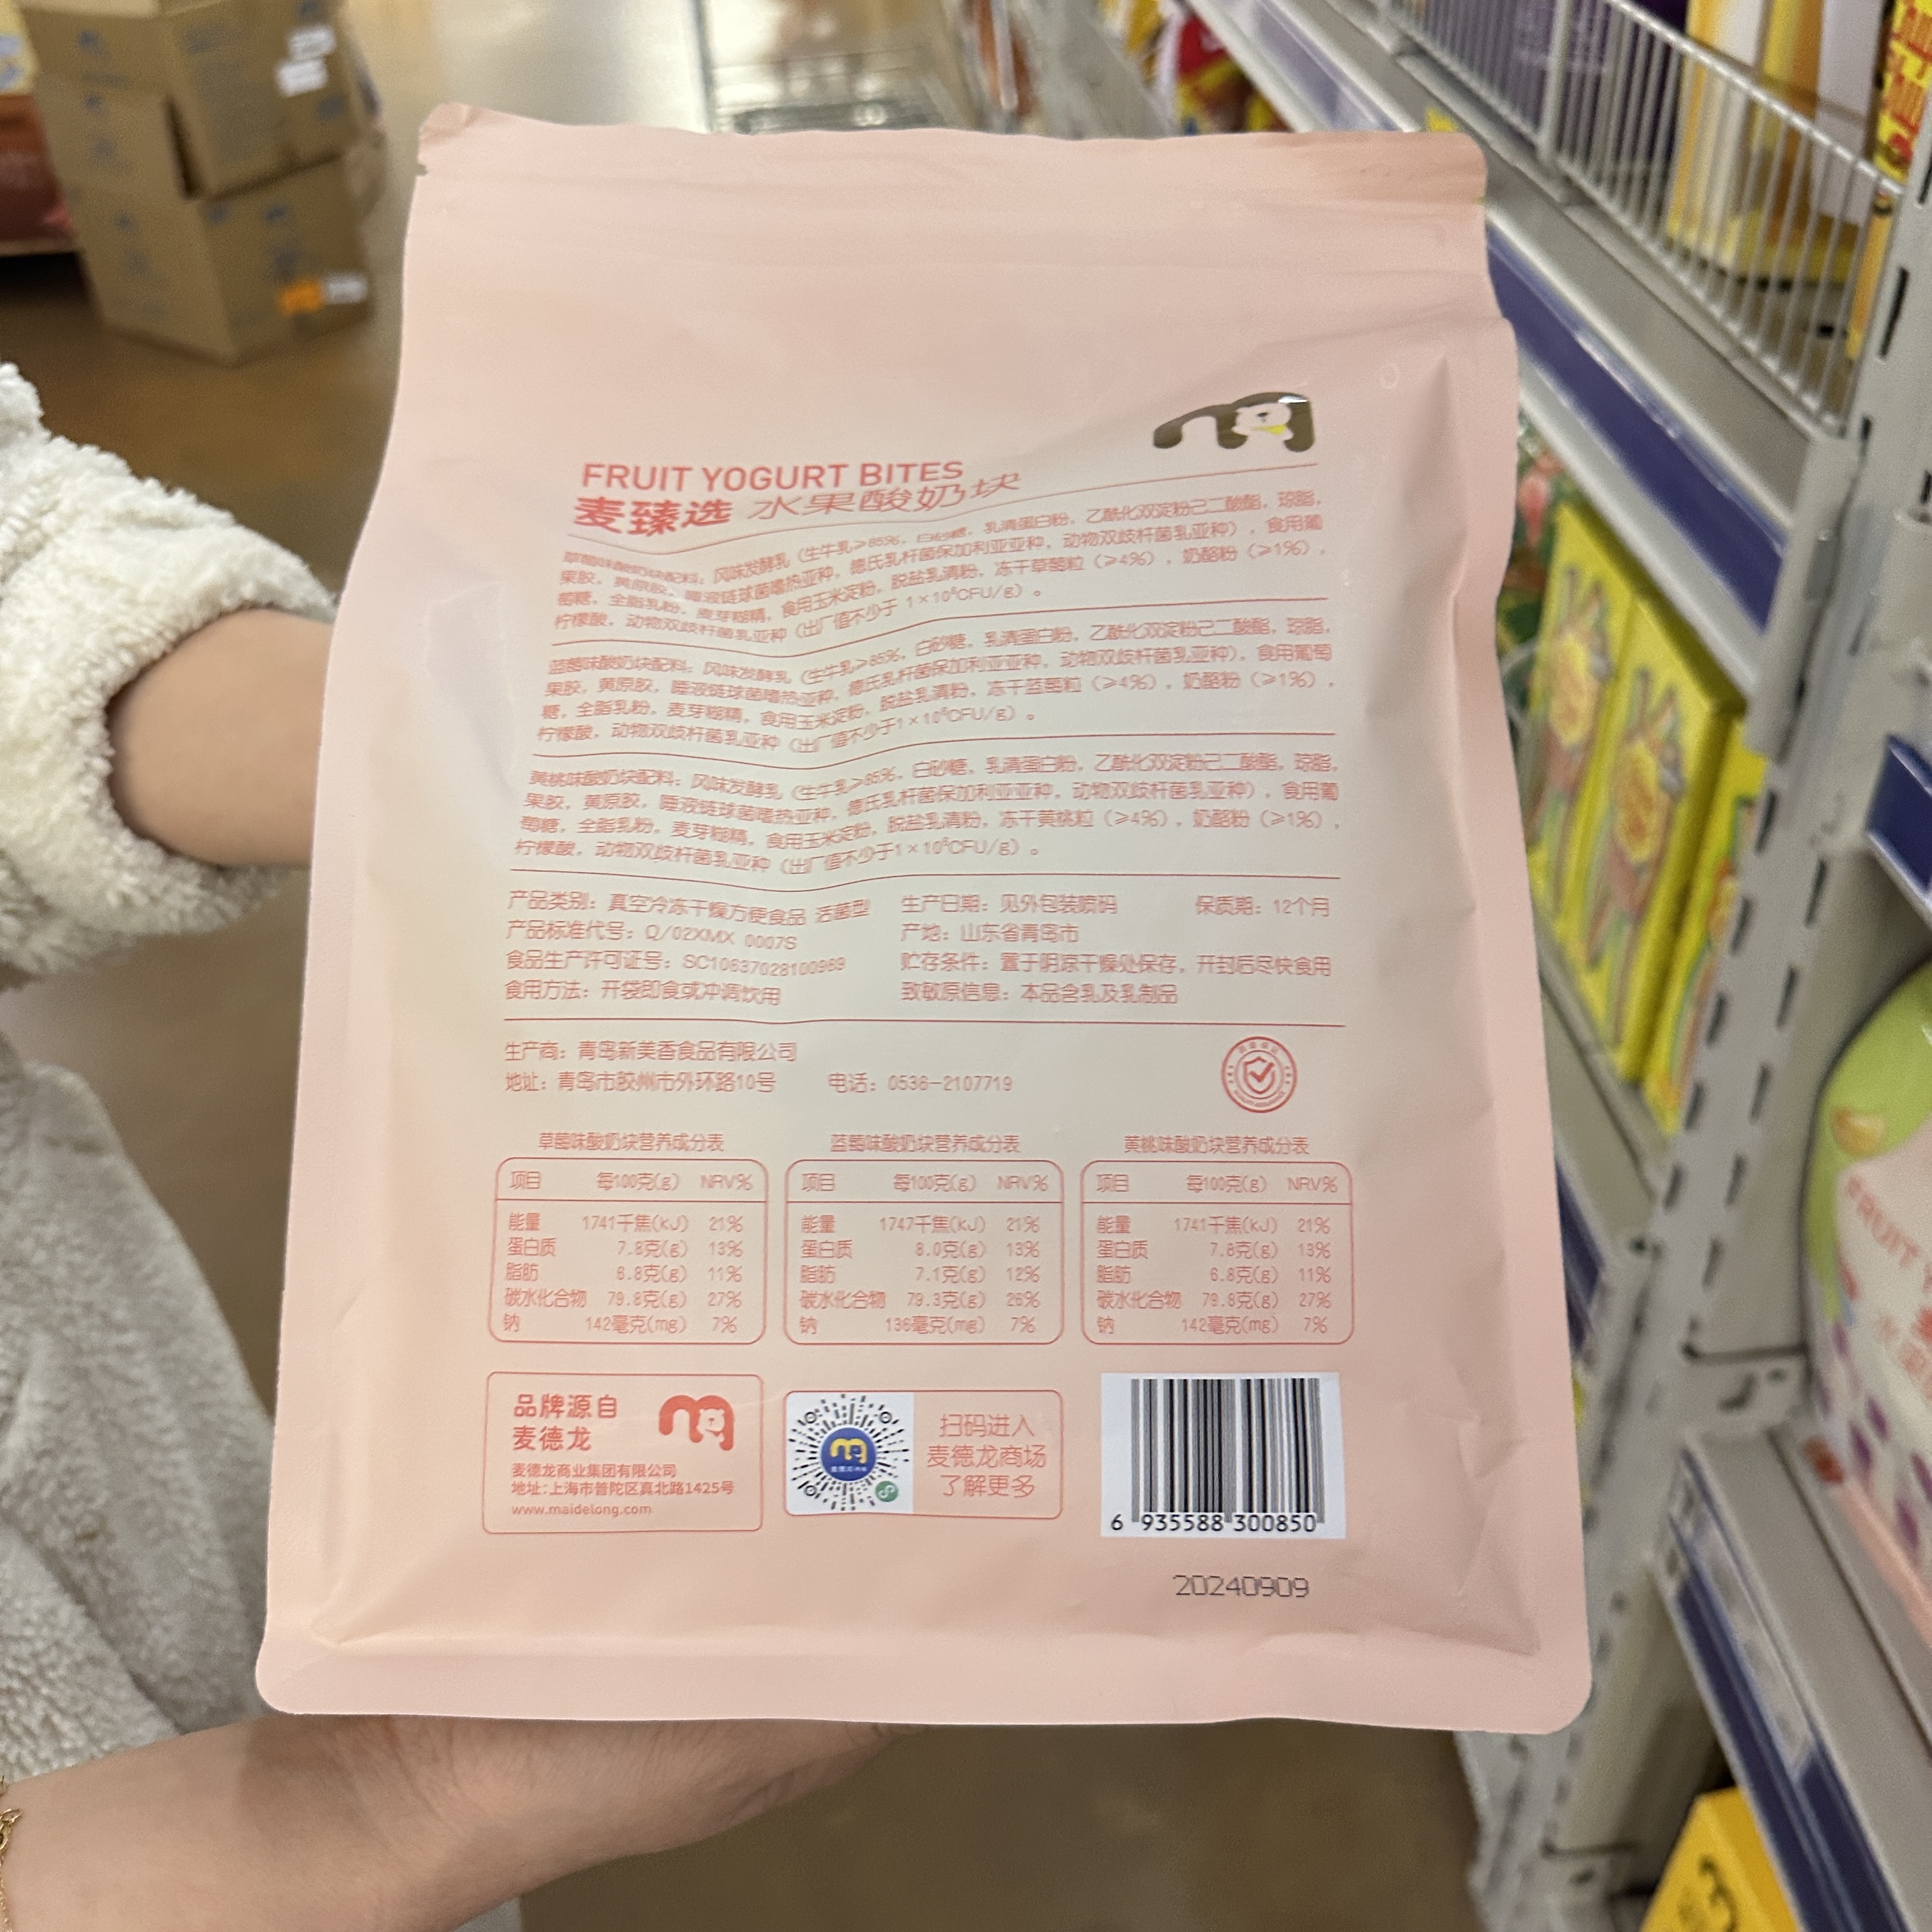 FRUIT YOGURT BITES
麦臻选 水果酸奶块
草莓味酸奶块配料：风味发酵乳（生牛乳≥85%，白砂糖，乳清蛋白粉，乙酰化双淀粉己二酸酯，琼脂，
果胶，黄原胶，唾液链球菌嗜热亚种，德氏乳杆菌保加利亚亚种，动物双歧杆菌乳亚种），食用葡
萄糖，全脂乳粉，麦芽糊精，食用玉米淀粉，脱盐乳清粉，冻干草莓粒（≥4%），奶酪粉（≥1%），
柠檬酸，动物双歧杆菌乳亚种（出厂值不少于 1×10⁶CFU/g）。
蓝莓味酸奶块配料：风味发酵乳（生牛乳≥85%，白砂糖，乳清蛋白粉，乙酰化双淀粉己二酸酯，琼脂，
果胶，黄原胶，唾液链球菌嗜热亚种，德氏乳杆菌保加利亚亚种，动物双歧杆菌乳亚种），食用葡萄
糖，全脂乳粉，麦芽糊精，食用玉米淀粉，脱盐乳清粉，冻干蓝莓粒（≥4%），奶酪粉（≥1%），
柠檬酸，动物双歧杆菌乳亚种（出厂值不少于1×10⁶CFU/g）。
黄桃味酸奶块配料：风味发酵乳（生牛乳≥85%，白砂糖，乳清蛋白粉，乙酰化双淀粉己二酸酯，琼脂，
果胶，黄原胶，唾液链球菌嗜热亚种，德氏乳杆菌保加利亚亚种，动物双歧杆菌乳亚种），食用葡
萄糖，全脂乳粉，麦芽糊精，食用玉米淀粉，脱盐乳清粉，冻干黄桃粒（≥4%），奶酪粉（≥1%），
柠檬酸，动物双歧杆菌乳亚种（出厂值不少于1×10⁶CFU/g）。
产品类别：真空冷冻干燥方便食品 活菌型 生产日期：见外包装喷码 保质期：12个月
产品标准代号：Q/02XMX 0007S 产地：山东省青岛市
食品生产许可证号：SC10637028100969 贮存条件：置于阴凉干燥处保存，开封后尽快食用
食用方法：开袋即食或冲调饮用 致敏原信息：本品含乳及乳制品
生产商：青岛新美香食品有限公司
地址：青岛市胶州市外环路10号 电话：0536-2107719
草莓味酸奶块营养成分表 蓝莓味酸奶块营养成分表 黄桃味酸奶块营养成分表
项目 每100克(g) NRV% 项目 每100克(g) NRV% 项目 每100克(g) NRV%
能量 1741千焦(kJ) 21% 能量 1747千焦(kJ) 21% 能量 1741千焦(kJ) 21%
蛋白质 7.8克(g) 13% 蛋白质 8.0克(g) 13% 蛋白质 7.8克(g) 13%
脂肪 6.8克(g) 11% 脂肪 7.1克(g) 12% 脂肪 6.8克(g) 11%
碳水化合物 79.8克(g) 27% 碳水化合物 79.3克(g) 26% 碳水化合物 79.8克(g) 27%
钠 142毫克(mg) 7% 钠 136毫克(mg) 7% 钠 142毫克(mg) 7%
品牌源自
麦德龙
麦德龙商业集团有限公司
地址：上海市普陀区真北路1425号
www.maidelong.com
扫码进入
麦德龙商场
了解更多
6 935588 300850
20240909
FRUIT